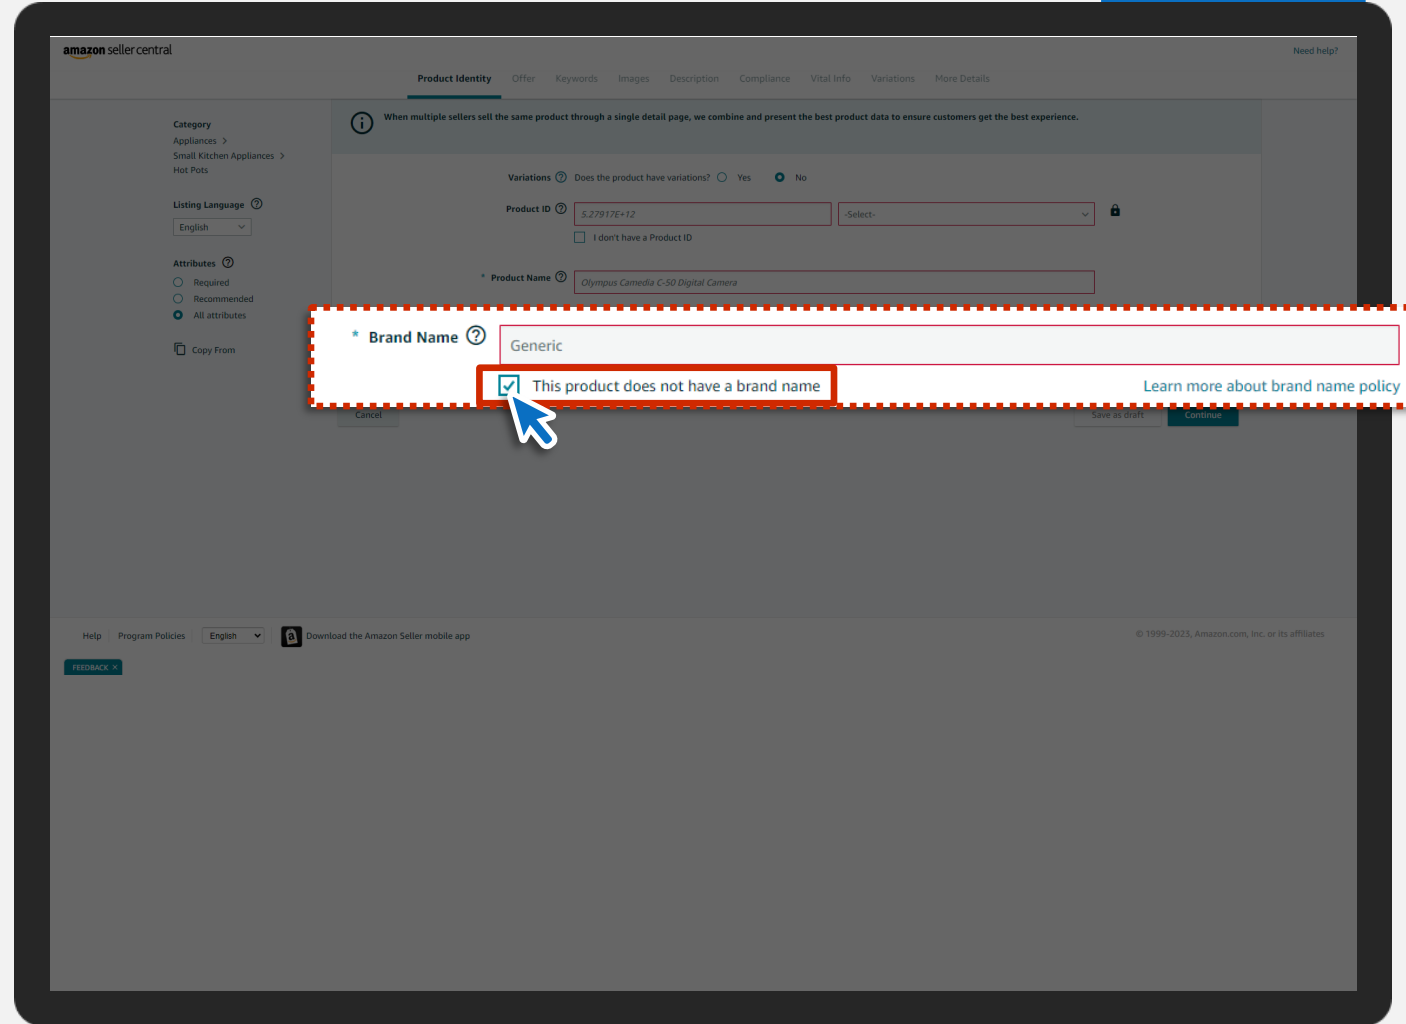 amazon seller central
Need help?
Product Identity Offer Keywords Images Description Compliance Vital Info Variations More Details
Category
Appliances >
Small Kitchen Appliances >
Hot Pots
Listing Language ?
English
Attributes ?
Required
Recommended
All attributes
Copy From
When multiple sellers sell the same product through a single detail page, we combine and present the best product data to ensure customers get the best experience.
Variations ? Does the product have variations? Yes No
Product ID ? 5.27917E+12 -Select-
I don't have a Product ID
* Product Name ? Olympus Camedia C-50 Digital Camera
* Brand Name ? Generic
This product does not have a brand name Learn more about brand name policy
Cancel Save as draft Continue
Help Program Policies English a Download the Amazon Seller mobile app © 1999-2023, Amazon.com, Inc. or its affiliates
FEEDBACK ×